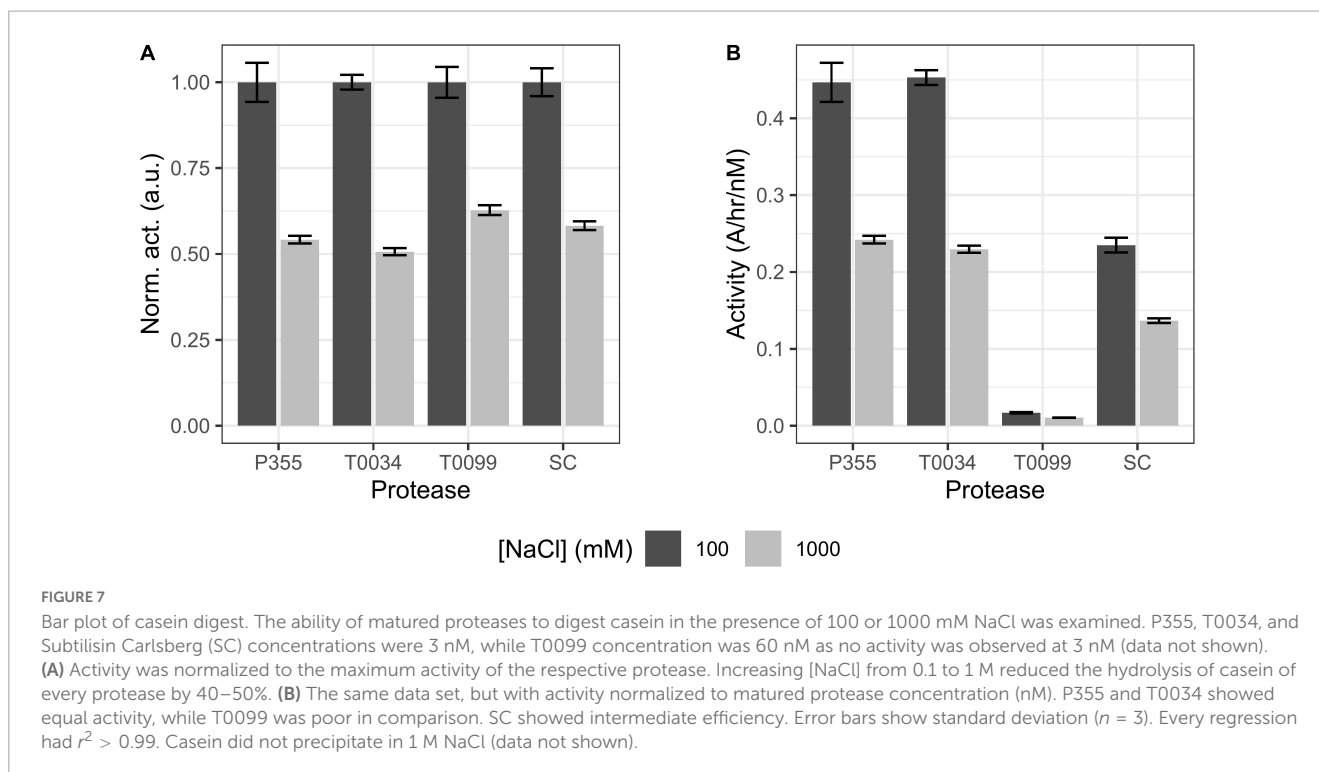 A
B
Norm. act. (a.u.)
1.00
0.75
0.50
0.25
0.00
P355 T0034 T0099 SC
Protease
Activity (A/hr/nM)
0.4
0.3
0.2
0.1
0.0
P355 T0034 T0099 SC
Protease
[NaCl] (mM) 100 1000
FIGURE 7
Bar plot of casein digest. The ability of matured proteases to digest casein in the presence of 100 or 1000 mM NaCl was examined. P355, T0034, and
Subtilisin Carlsberg (SC) concentrations were 3 nM, while T0099 concentration was 60 nM as no activity was observed at 3 nM (data not shown).
(A) Activity was normalized to the maximum activity of the respective protease. Increasing [NaCl] from 0.1 to 1 M reduced the hydrolysis of casein of
every protease by 40–50%. (B) The same data set, but with activity normalized to matured protease concentration (nM). P355 and T0034 showed
equal activity, while T0099 was poor in comparison. SC showed intermediate efficiency. Error bars show standard deviation (n = 3). Every regression
had r² > 0.99. Casein did not precipitate in 1 M NaCl (data not shown).